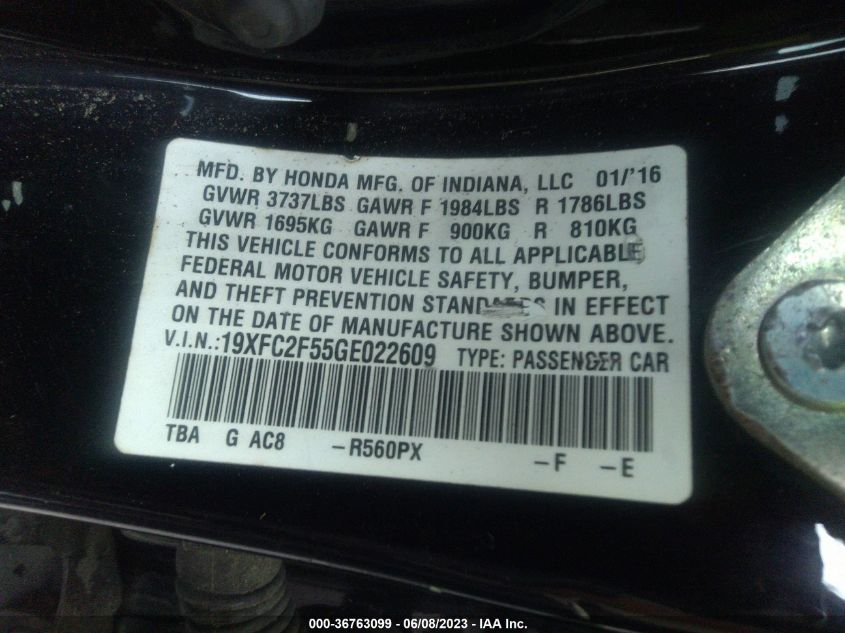 MFD. BY HONDA MFG. OF INDIANA, LLC 01/'16
GVWR 3737LBS GAWR F 1984LBS R 1786LBS
GVWR 1695KG GAWR F 900KG R 810KG
THIS VEHICLE CONFORMS TO ALL APPLICABLE
FEDERAL MOTOR VEHICLE SAFETY, BUMPER,
AND THEFT PREVENTION STANDARDS IN EFFECT
ON THE DATE OF MANUFACTURE SHOWN ABOVE.
V.I.N.:19XFC2F55GE022609 TYPE: PASSENGER CAR
TBA G AC8 -R560PX -F -E
000-36763099 - 06/08/2023 - IAA Inc.